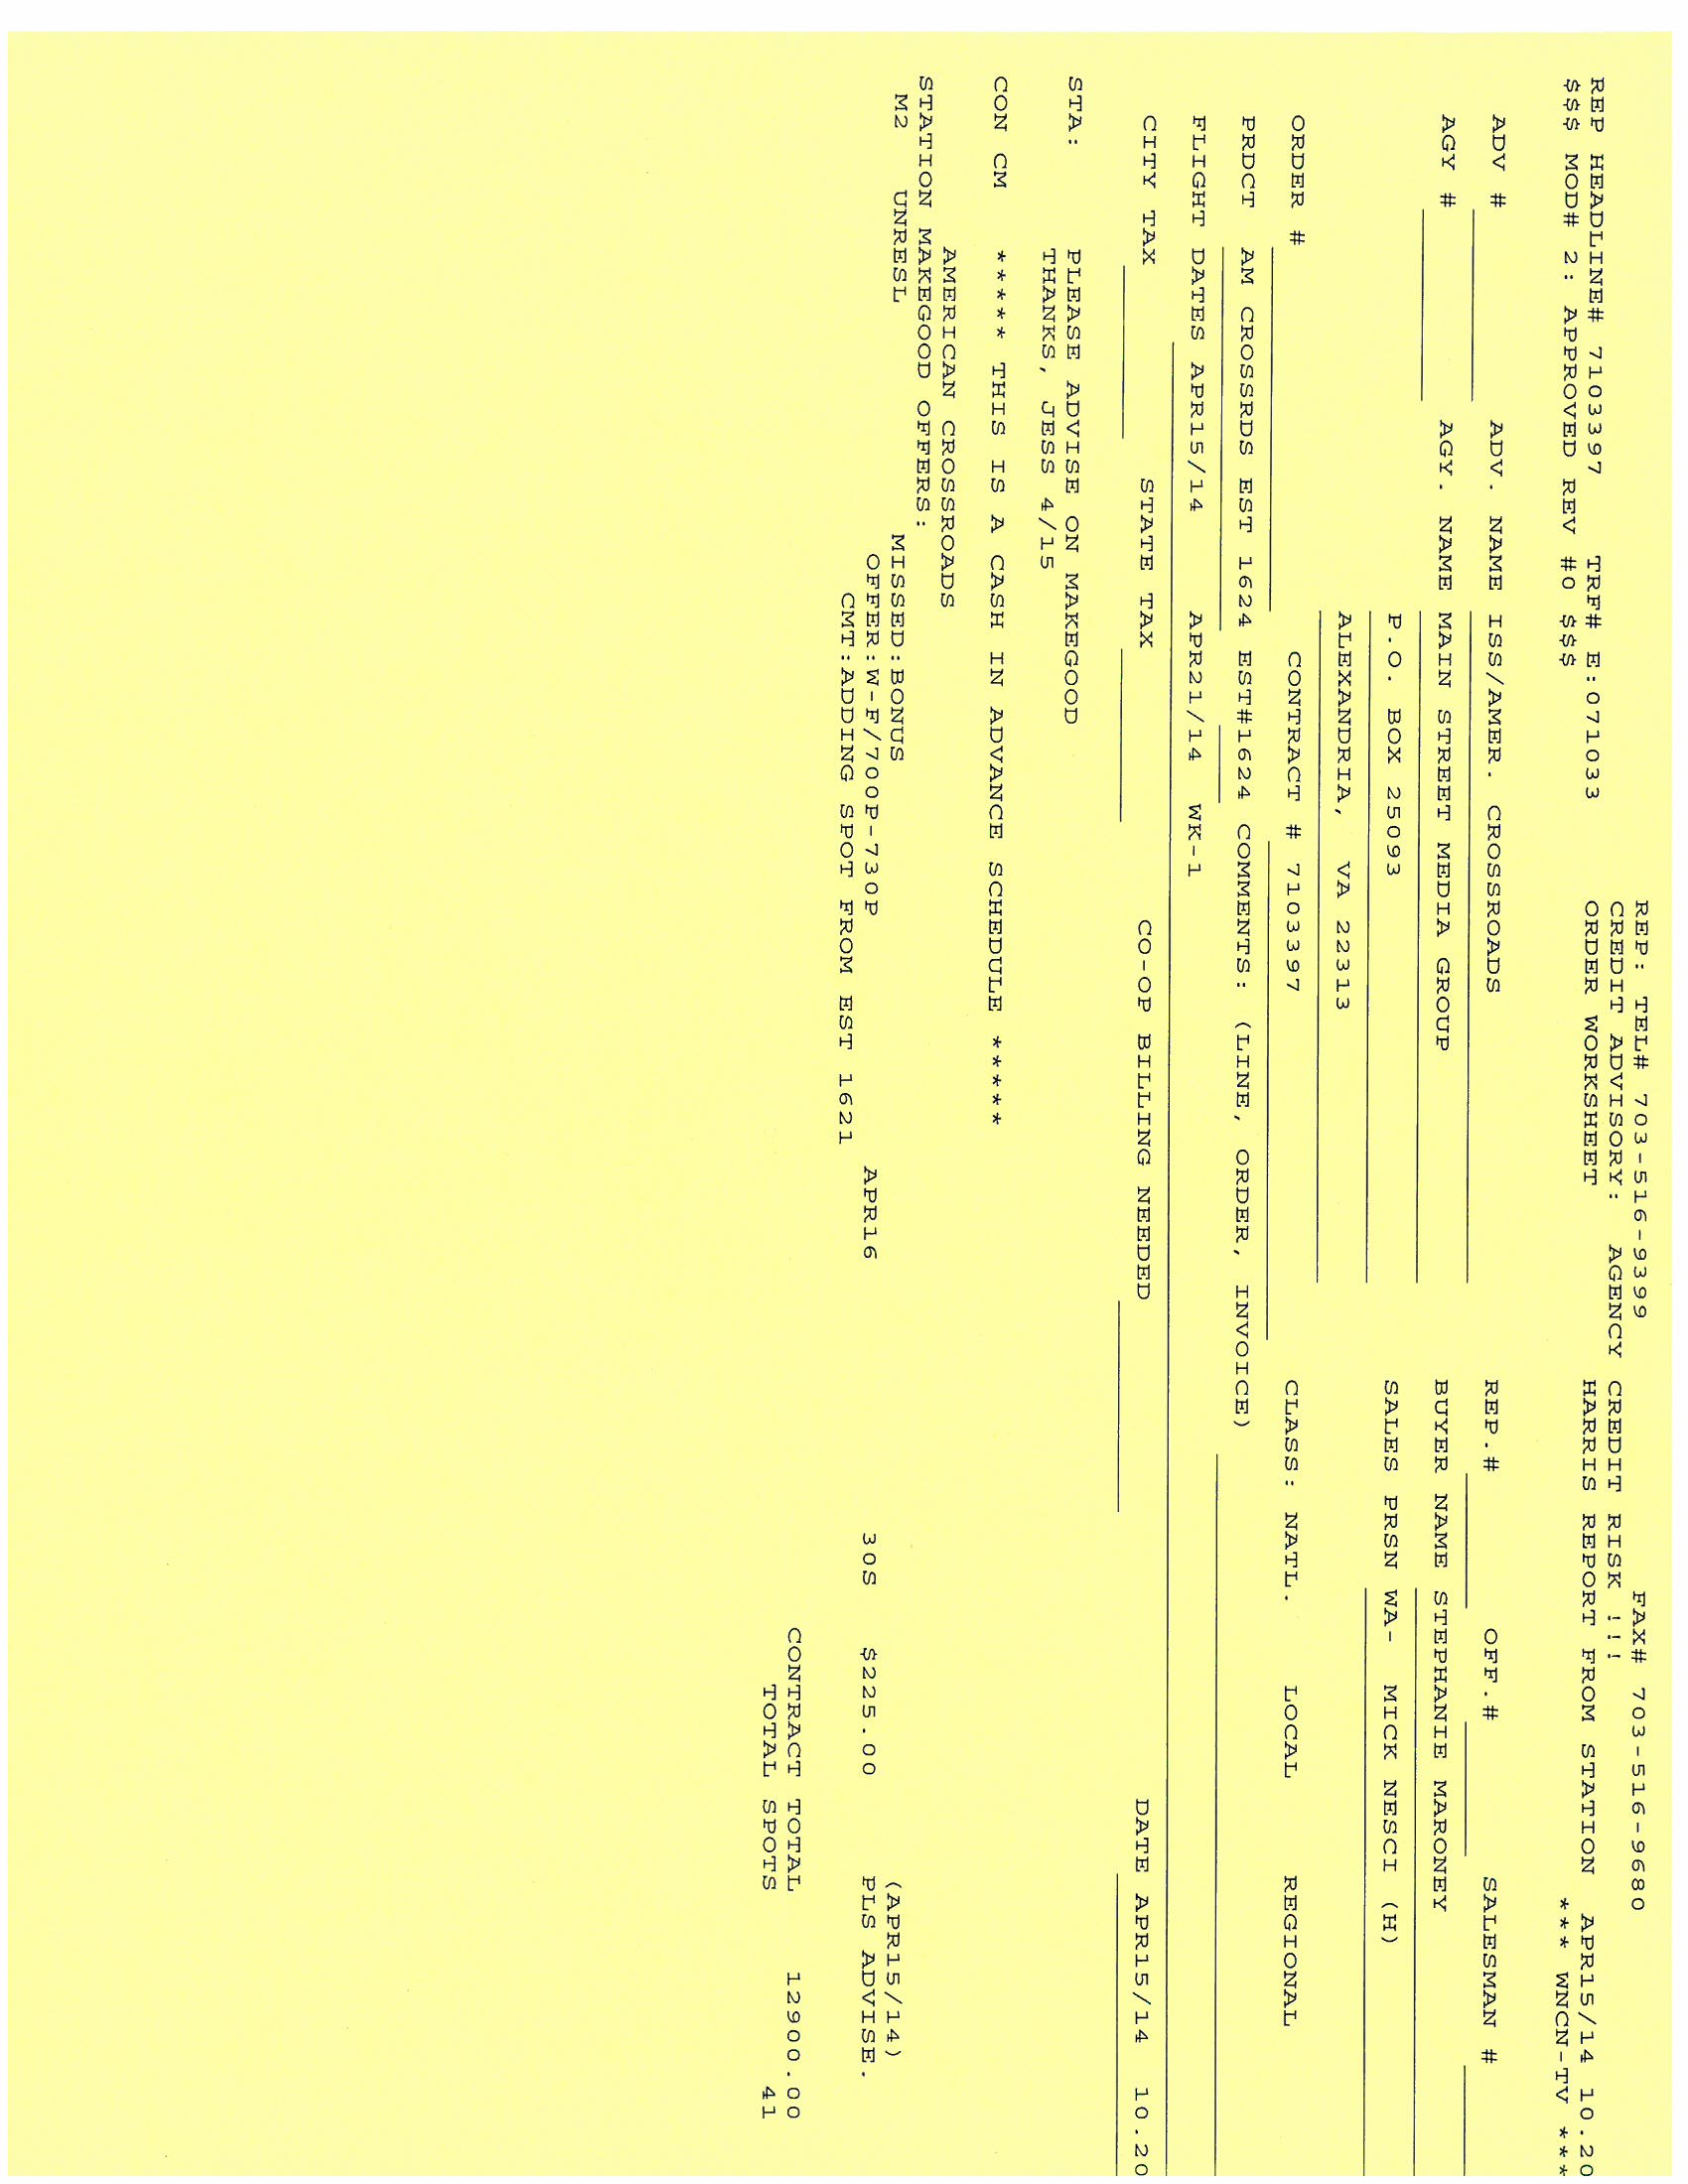 REP: TEL# 703-516-9399 FAX# 703-516-9680
CREDIT ADVISORY: AGENCY CREDIT RISK !!!
REP HEADLINE# 7103397 TRF# E:071033 ORDER WORKSHEET HARRIS REPORT FROM STATION APR15/14 10.20
$$$ MOD# 2: APPROVED REV #0 $$$ *** WNCN-TV ***
ADV # ADV. NAME ISS/AMER. CROSSROADS REP.# OFF.# SALESMAN #
AGY # AGY. NAME MAIN STREET MEDIA GROUP BUYER NAME STEPHANIE MARONEY
P.O. BOX 25093 SALES PRSN WA- MICK NESCI (H)
ALEXANDRIA, VA 22313
ORDER # CONTRACT # 7103397 CLASS: NATL. LOCAL REGIONAL
PRDCT AM CROSSRDS EST 1624 EST#1624 COMMENTS: (LINE, ORDER, INVOICE)
FLIGHT DATES APR15/14 APR21/14 WK-1
CITY TAX STATE TAX CO-OP BILLING NEEDED DATE APR15/14 10.20
STA: PLEASE ADVISE ON MAKEGOOD
THANKS, JESS 4/15
CON CM ***** THIS IS A CASH IN ADVANCE SCHEDULE *****
AMERICAN CROSSROADS
STATION MAKEGOOD OFFERS:
M2 UNRESL MISSED:BONUS (APR15/14)
OFFER:W-F/700P-730P APR16 30S $225.00 PLS ADVISE.
CMT:ADDING SPOT FROM EST 1621
CONTRACT TOTAL 12900.00
TOTAL SPOTS 41